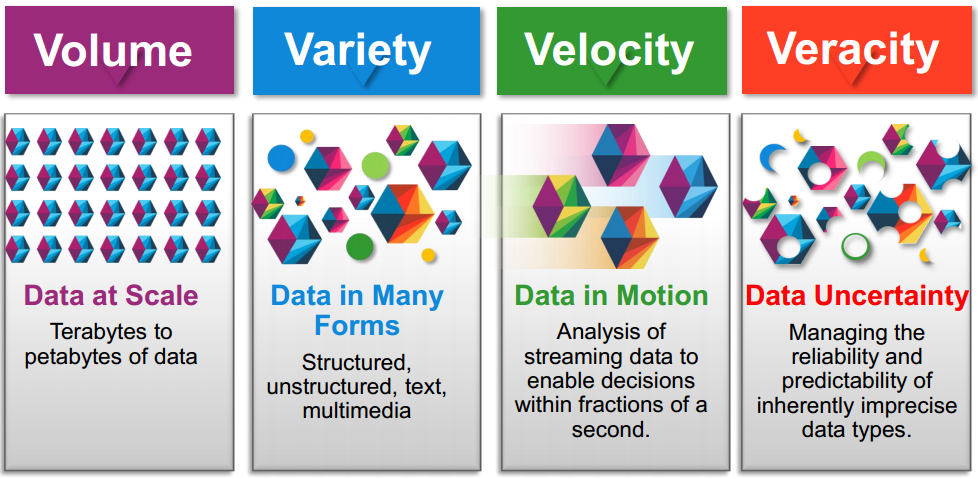 Volume
Data at Scale
Terabytes to
petabytes of data
Variety
Data in Many
Forms
Structured,
unstructured, text,
multimedia
Velocity
Data in Motion
Analysis of
streaming data to
enable decisions
within fractions of a
second.
Veracity
Data Uncertainty
Managing the
reliability and
predictability of
inherently imprecise
data types.